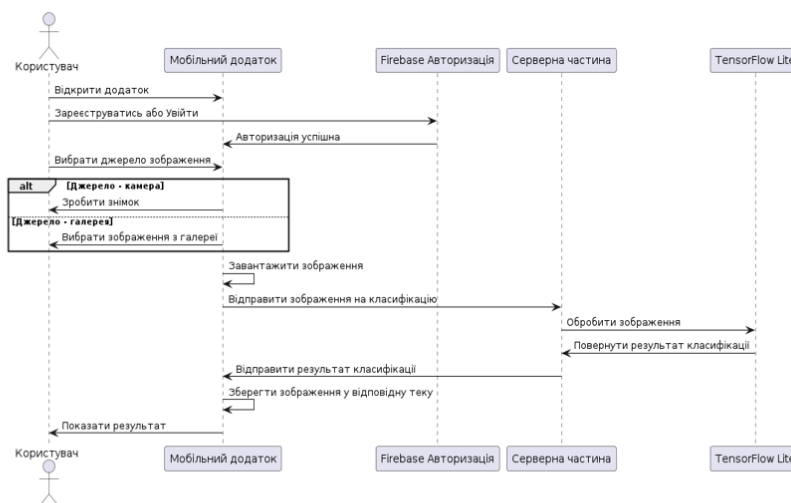 Користувач
Мобільний додаток
Firebase Авторизація
Серверна частина
TensorFlow Lite
Відкрити додаток
Зареєструватись або Увійти
Авторизація успішна
Вибрати джерело зображення
alt
[Джерело - камера]
Зробити знімок
[Джерело - галерея]
Вибрати зображення з галереї
Завантажити зображення
Відправити зображення на класифікацію
Обробити зображення
Повернути результат класифікації
Відправити результат класифікації
Зберегти зображення у відповідну теку
Показати результат
Користувач
Мобільний додаток
Firebase Авторизація
Серверна частина
TensorFlow Lite